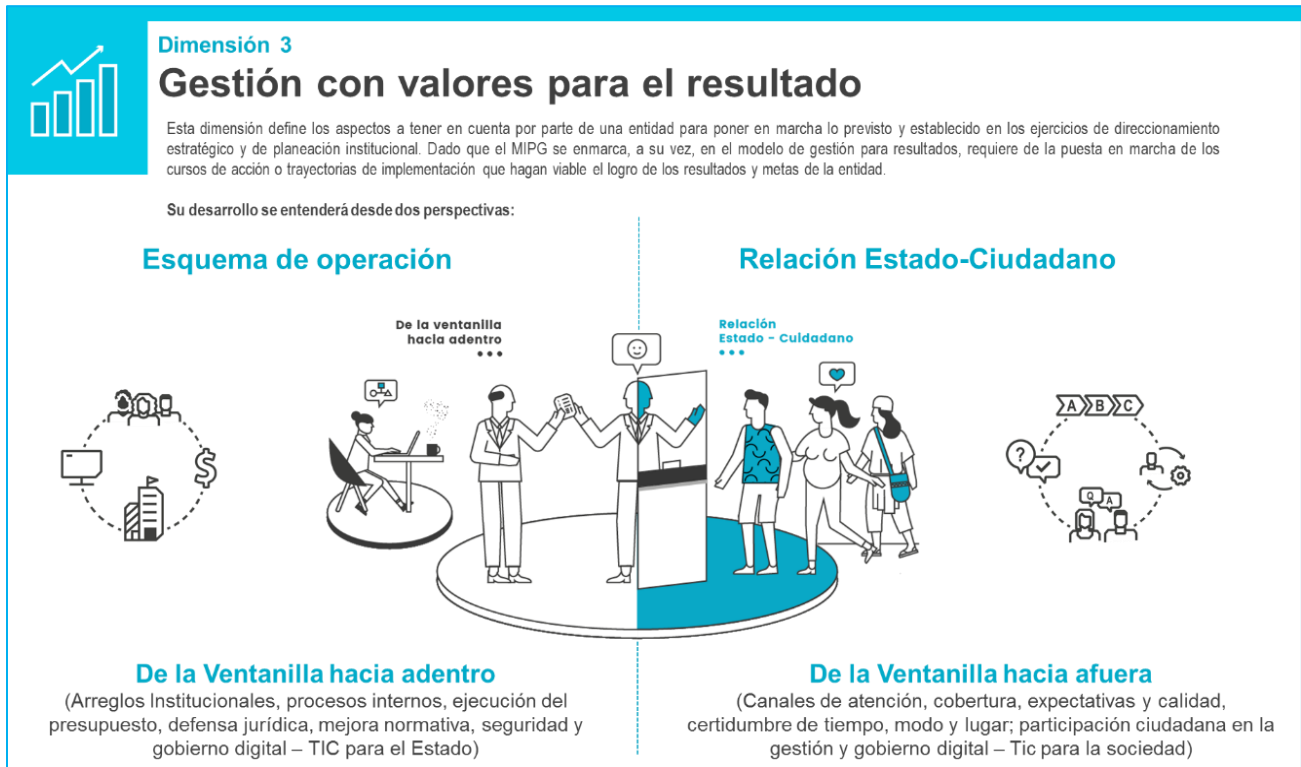 Dimensión 3
Gestión con valores para el resultado
Esta dimensión define los aspectos a tener en cuenta por parte de una entidad para poner en marcha lo previsto y establecido en los ejercicios de direccionamiento
estratégico y de planeación institucional. Dado que el MIPG se enmarca, a su vez, en el modelo de gestión para resultados, requiere de la puesta en marcha de los
cursos de acción o trayectorias de implementación que hagan viable el logro de los resultados y metas de la entidad.
Su desarrollo se entenderá desde dos perspectivas:
Esquema de operación
De la ventanilla
hacia adentro
$
De la Ventanilla hacia adentro
(Arreglos Institucionales, procesos internos, ejecución del
presupuesto, defensa jurídica, mejora normativa, seguridad y
gobierno digital – TIC para el Estado)
Relación Estado-Ciudadano
Relación
Estado - Cuidadano
A B C
?
Q
A
De la Ventanilla hacia afuera
(Canales de atención, cobertura, expectativas y calidad,
certidumbre de tiempo, modo y lugar; participación ciudadana en la
gestión y gobierno digital – Tic para la sociedad)